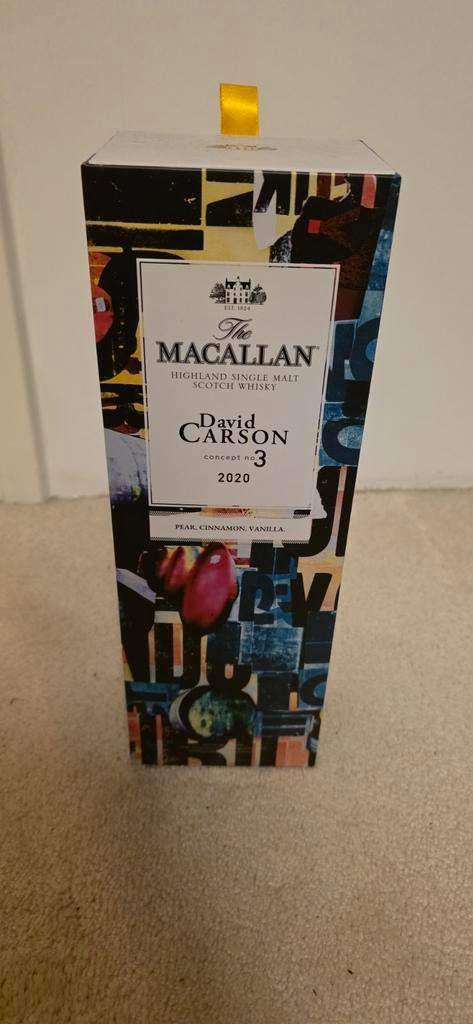 EST. 1824
The
MACALLAN
HIGHLAND SINGLE MALT
SCOTCH WHISKY
David
CARSON
concept no.3
2020
PEAR. CINNAMON. VANILLA.